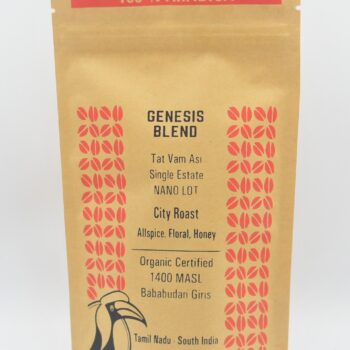 GENESIS
BLEND
Tat Vam Asi
Single Estate
NANO LOT
City Roast
Allspice, Floral, Honey
Organic Certified
1400 MASL
Bababudan Giris
Tamil Nadu - South India